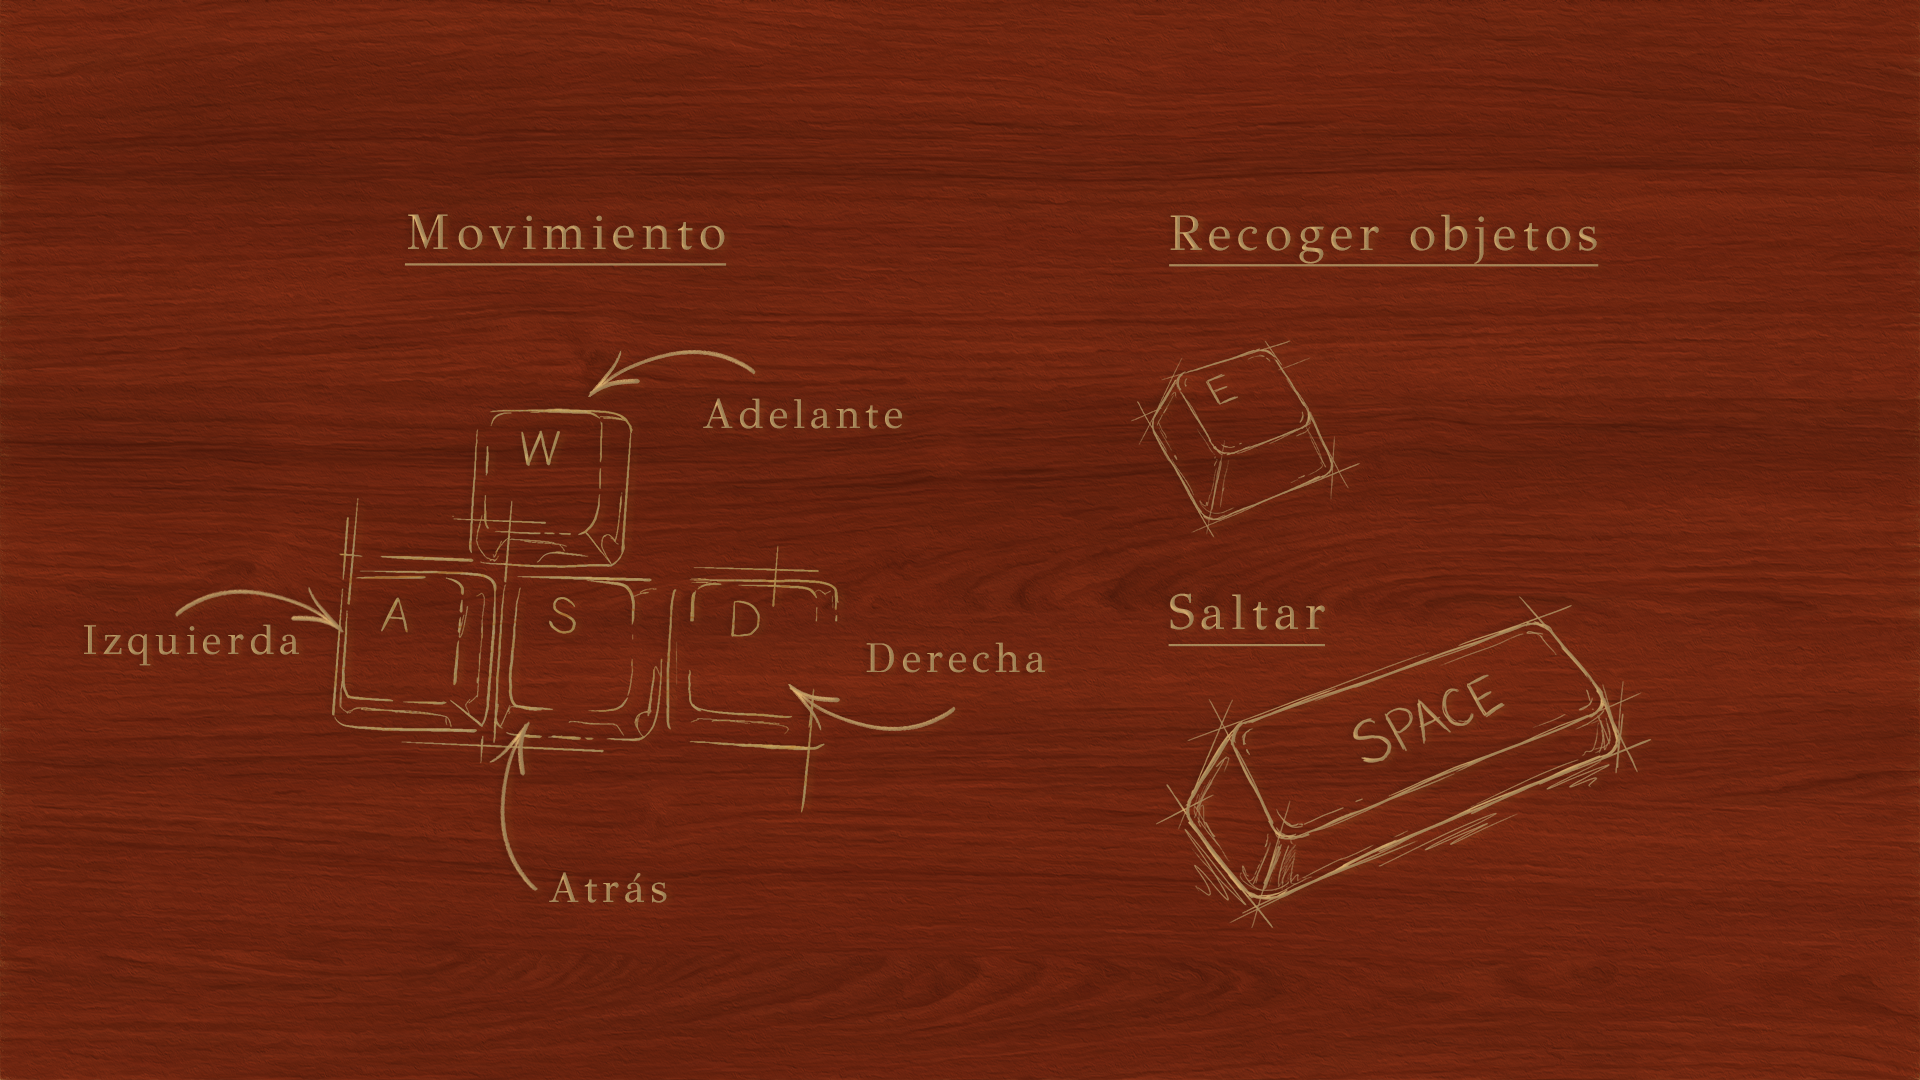 Movimiento
Adelante
W
A
S
D
Izquierda
Derecha
Atrás
Recoger objetos
E
Saltar
SPACE